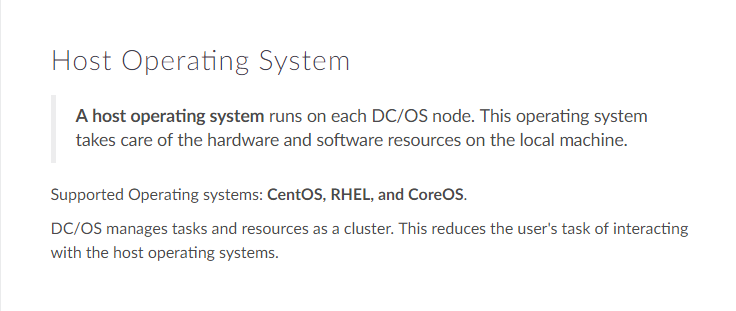 Host Operating System
A host operating system runs on each DC/OS node. This operating system
takes care of the hardware and software resources on the local machine.
Supported Operating systems: CentOS, RHEL, and CoreOS.
DC/OS manages tasks and resources as a cluster. This reduces the user's task of interacting
with the host operating systems.